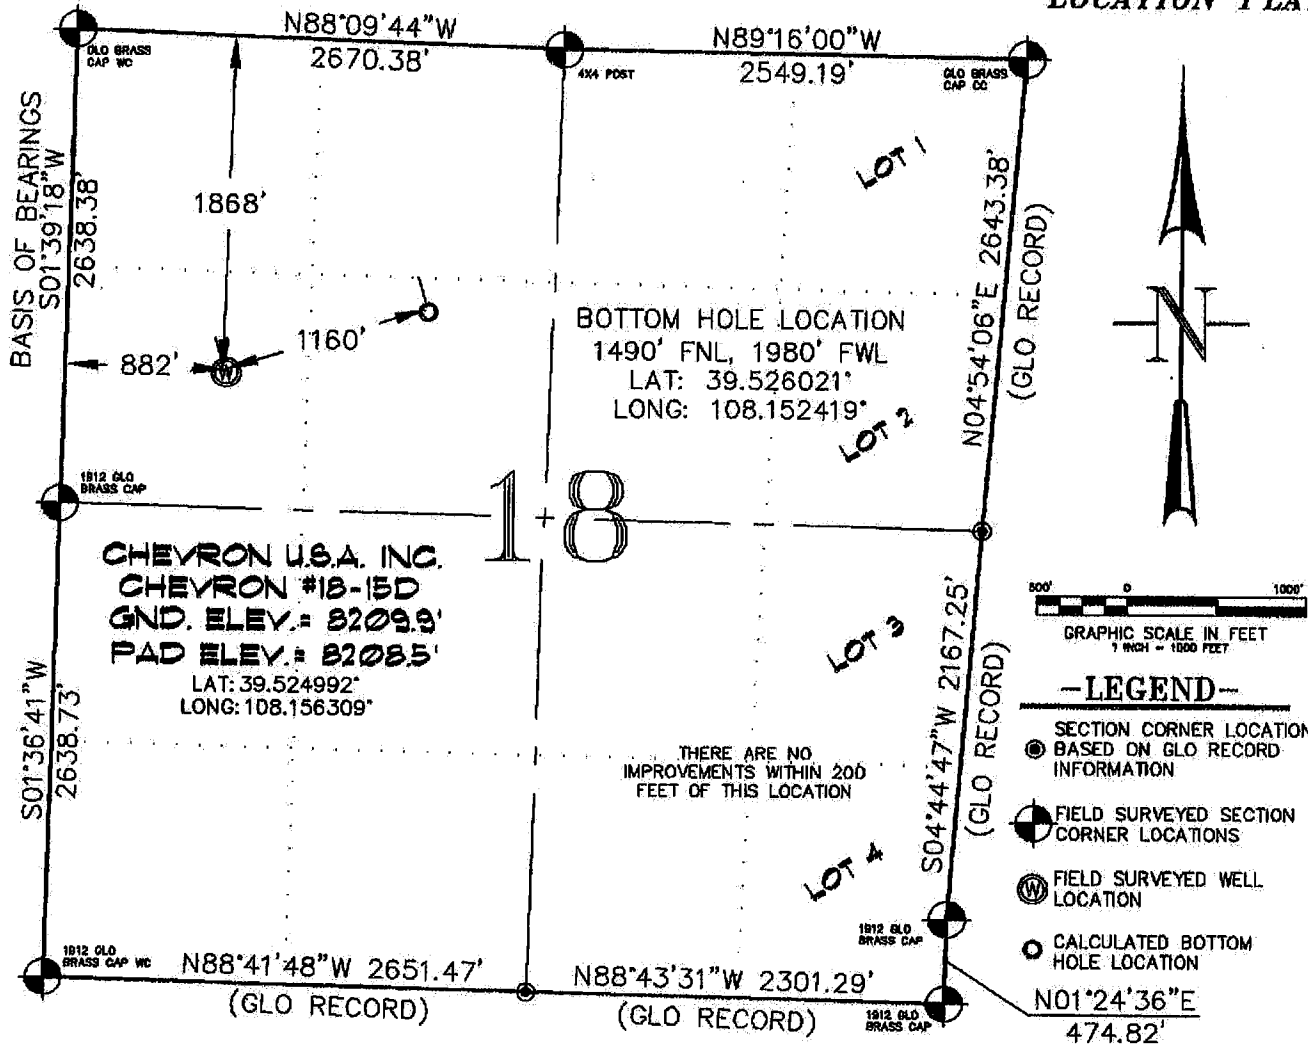 LOCATION PLA
N88°09'44"W
2670.38'
N89°16'00"W
2549.19'
GLO BRASS
CAP WC
4X4 POST
GLO BRASS
CAP CC
BASIS OF BEARINGS
S01°39'18"W
2638.38'
1868'
LOT 1
N04°54'06"E 2643.38'
(GLO RECORD)
N
882'
W
1160'
BOTTOM HOLE LOCATION
1490' FNL, 1980' FWL
LAT: 39.526021°
LONG: 108.152419°
LOT 2
1912 GLO
BRASS CAP
18
CHEVRON U.S.A. INC.
CHEVRON #18-15D
GND. ELEV.= 8209.9'
PAD ELEV.= 8208.5'
LAT: 39.524992°
LONG: 108.156309°
LOT 3
S04°44'47"W 2167.25'
(GLO RECORD)
500' 0 1000'
GRAPHIC SCALE IN FEET
1 INCH = 1000 FEET
-LEGEND-
SECTION CORNER LOCATION
BASED ON GLO RECORD
INFORMATION
FIELD SURVEYED SECTION
CORNER LOCATIONS
W
FIELD SURVEYED WELL
LOCATION
CALCULATED BOTTOM
HOLE LOCATION
S01°36'41"W
2638.73'
THERE ARE NO
IMPROVEMENTS WITHIN 200
FEET OF THIS LOCATION
LOT 4
1912 GLO
BRASS CAP
1912 GLO
BRASS CAP WC
N88°41'48"W 2651.47'
(GLO RECORD)
N88°43'31"W 2301.29'
(GLO RECORD)
1912 GLO
BRASS CAP
N01°24'36"E
474.82'